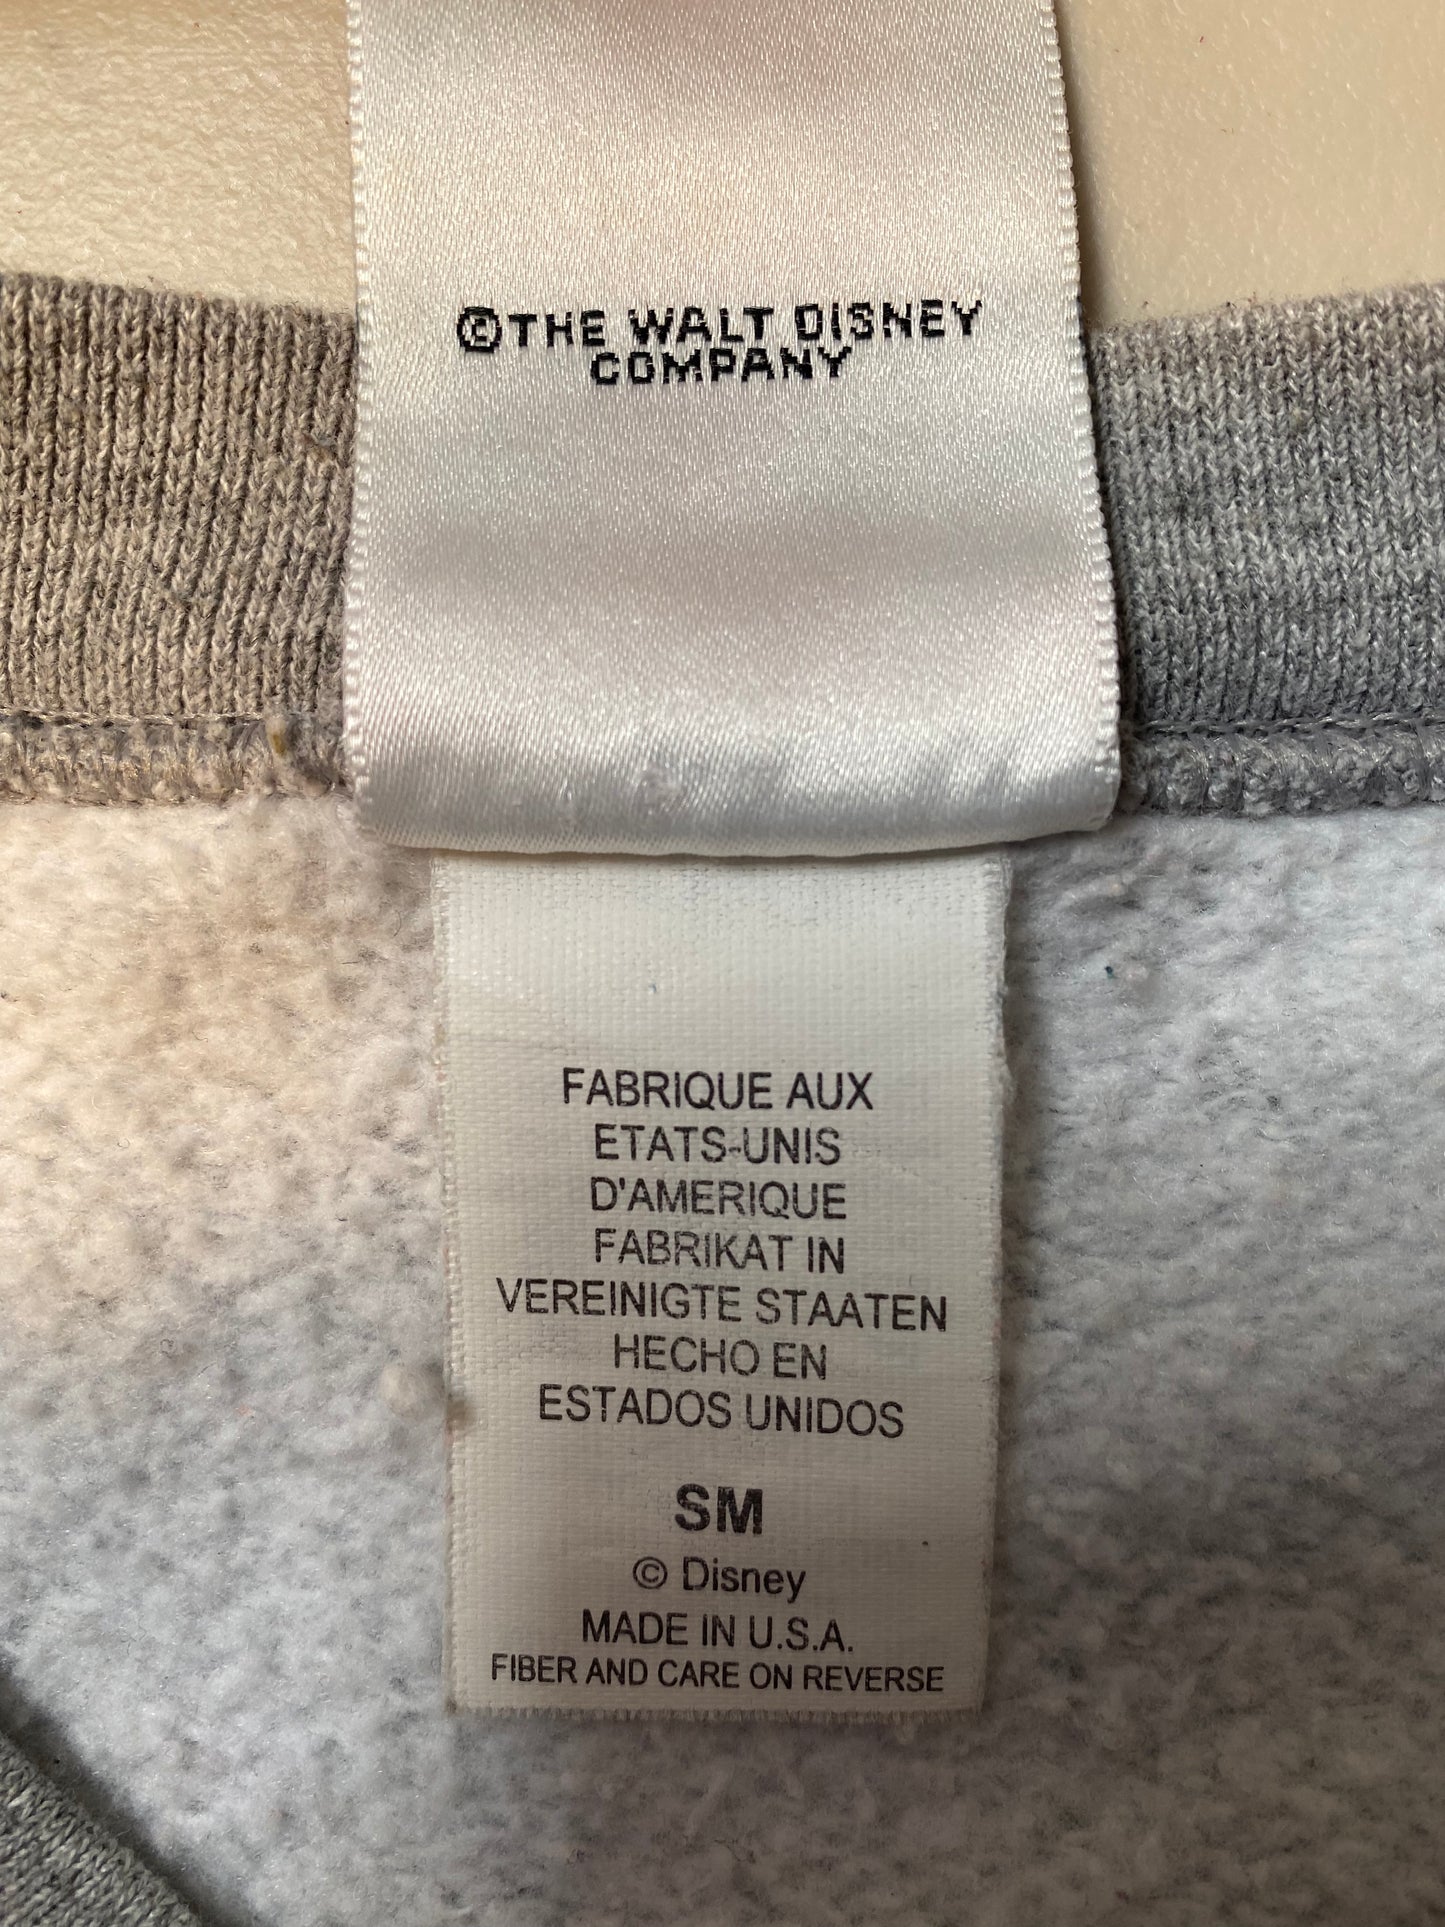 ©THE WALT DISNEY
COMPANY
FABRIQUE AUX
ETATS-UNIS
D'AMERIQUE
FABRIKAT IN
VEREINIGTE STAATEN
HECHO EN
ESTADOS UNIDOS
SM
© Disney
MADE IN U.S.A.
FIBER AND CARE ON REVERSE